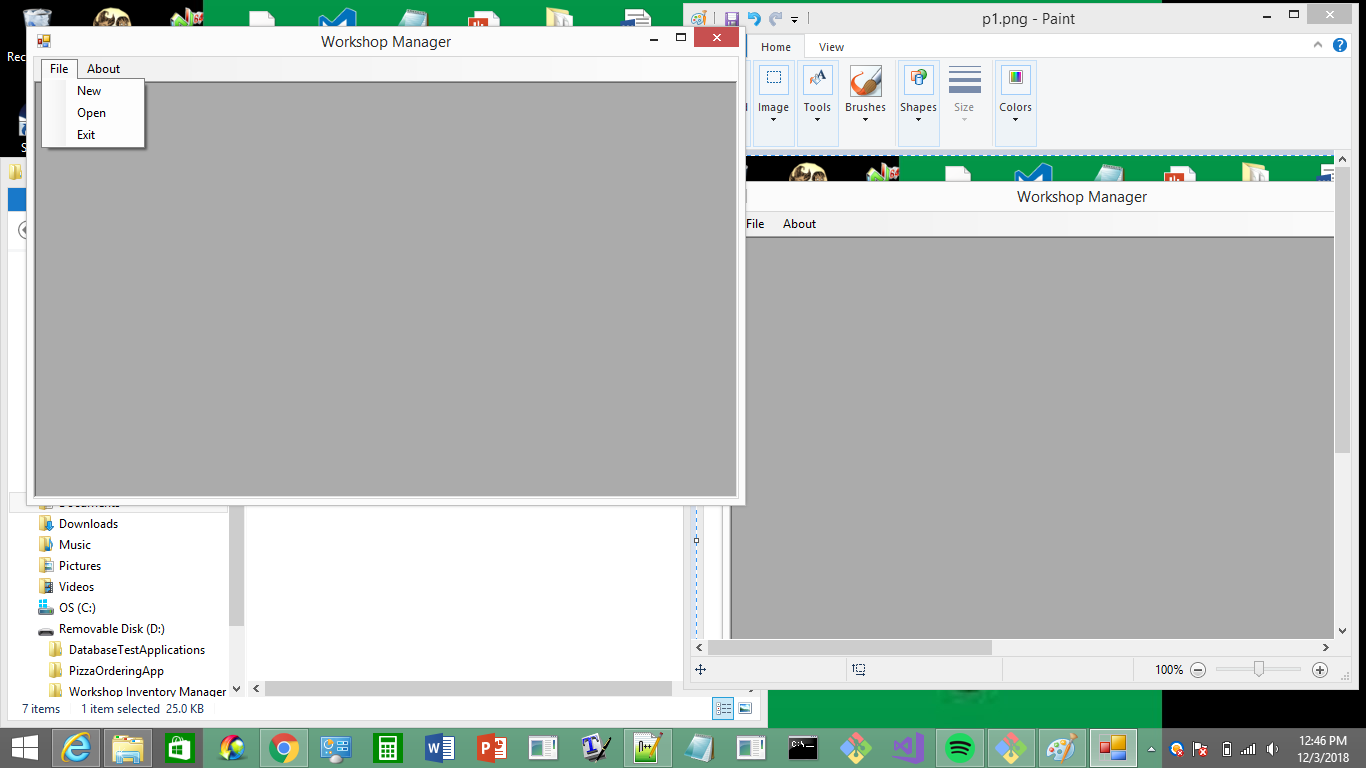 Rec
Workshop Manager
File About
New
Open
Exit
p1.png - Paint
Home View
Image Tools Brushes Shapes Size Colors
Workshop Manager
File About
Downloads
Music
Pictures
Videos
OS (C:)
Removable Disk (D:)
DatabaseTestApplications
PizzaOrderingApp
Workshop Inventory Manager
7 items 1 item selected 25.0 KB
100%
12:46 PM
12/3/2018